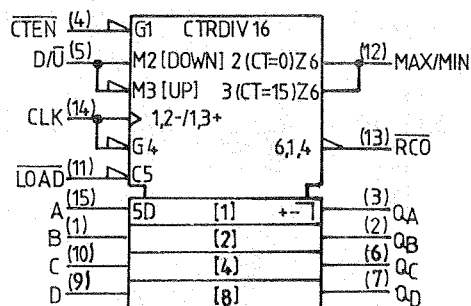 CTEN (4) G1 CTRDIV 16
D/U (5) M2 [DOWN] 2 (CT=0) Z6 (12) MAX/MIN
M3 [UP] 3 (CT=15) Z6
CLK (14) 1,2-/1,3+
G4 6,1,4 (13) RCO
LOAD (11) C5
A (15) 5D [1] +- (3) QA
B (1) [2] (2) QB
C (10) [4] (6) QC
D (9) [8] (7) QD